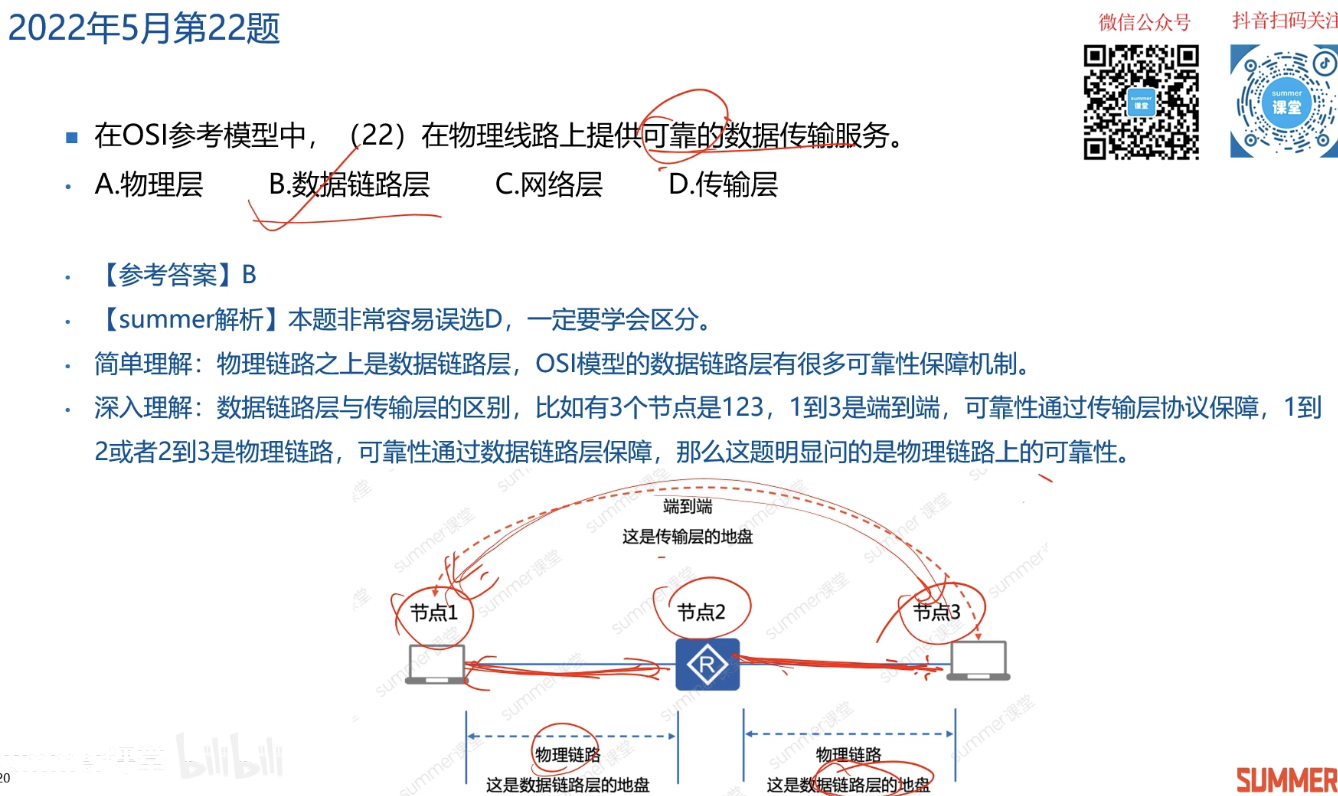 2022年5月第22题
微信公众号
抖音扫码关注
summer
课堂
summer
课堂
■ 在OSI参考模型中，（22）在物理线路上提供可靠的数据传输服务。
· A.物理层 B.数据链路层 C.网络层 D.传输层
· 【参考答案】B
· 【summer解析】本题非常容易误选D，一定要学会区分。
· 简单理解：物理链路之上是数据链路层，OSI模型的数据链路层有很多可靠性保障机制。
· 深入理解：数据链路层与传输层的区别，比如有3个节点是123，1到3是端到端，可靠性通过传输层协议保障，1到
2或者2到3是物理链路，可靠性通过数据链路层保障，那么这题明显问的是物理链路上的可靠性。
端到端
这是传输层的地盘
节点1
节点2
节点3
R
物理链路
物理链路
这是数据链路层的地盘
这是数据链路层的地盘
summer课堂
bilibili
20
SUMMER